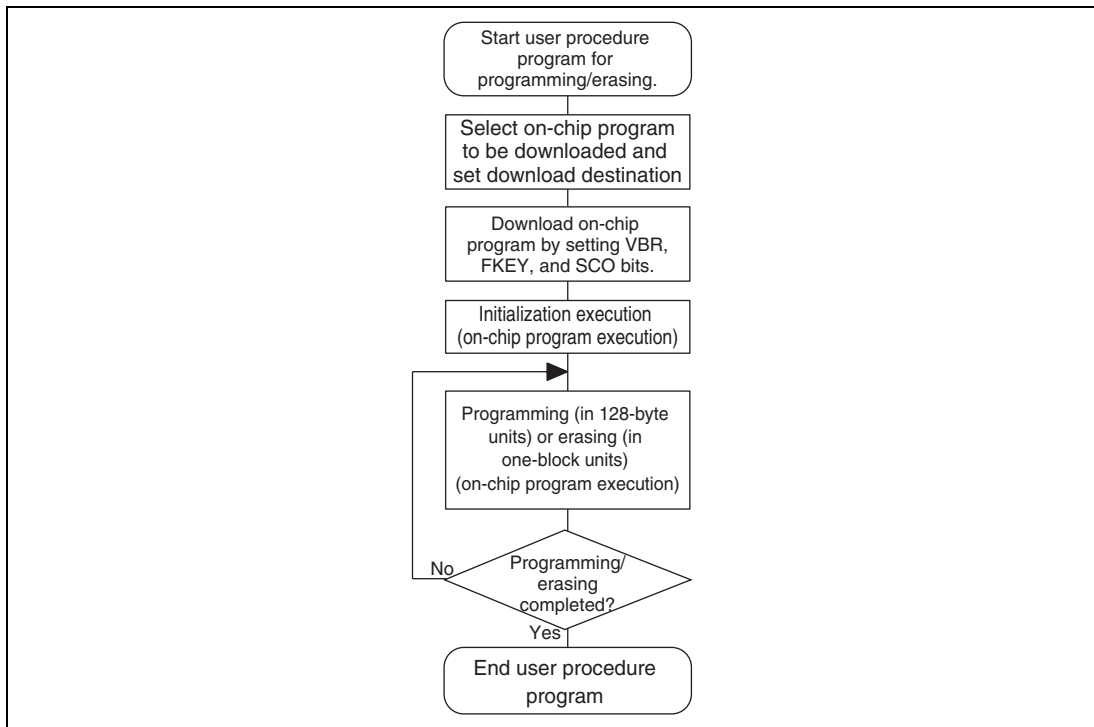 Start user procedure
program for
programming/erasing.
Select on-chip program
to be downloaded and
set download destination
Download on-chip
program by setting VBR,
FKEY, and SCO bits.
Initialization execution
(on-chip program execution)
Programming (in 128-byte
units) or erasing (in
one-block units)
(on-chip program execution)
No
Programming/
erasing
completed?
Yes
End user procedure
program